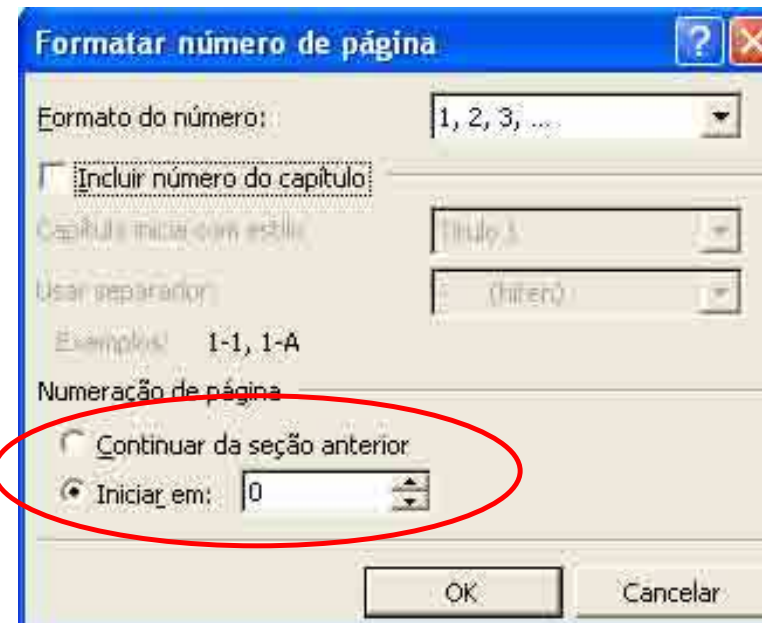 Formatar número de página
Formato do número: 1, 2, 3, ...
Incluir número do capítulo
Capítulo inicia com estilo: Título 1
Usar separador: (hífen)
Exemplos: 1-1, 1-A
Numeração de página
Continuar da seção anterior
Iniciar em: 0
OK Cancelar